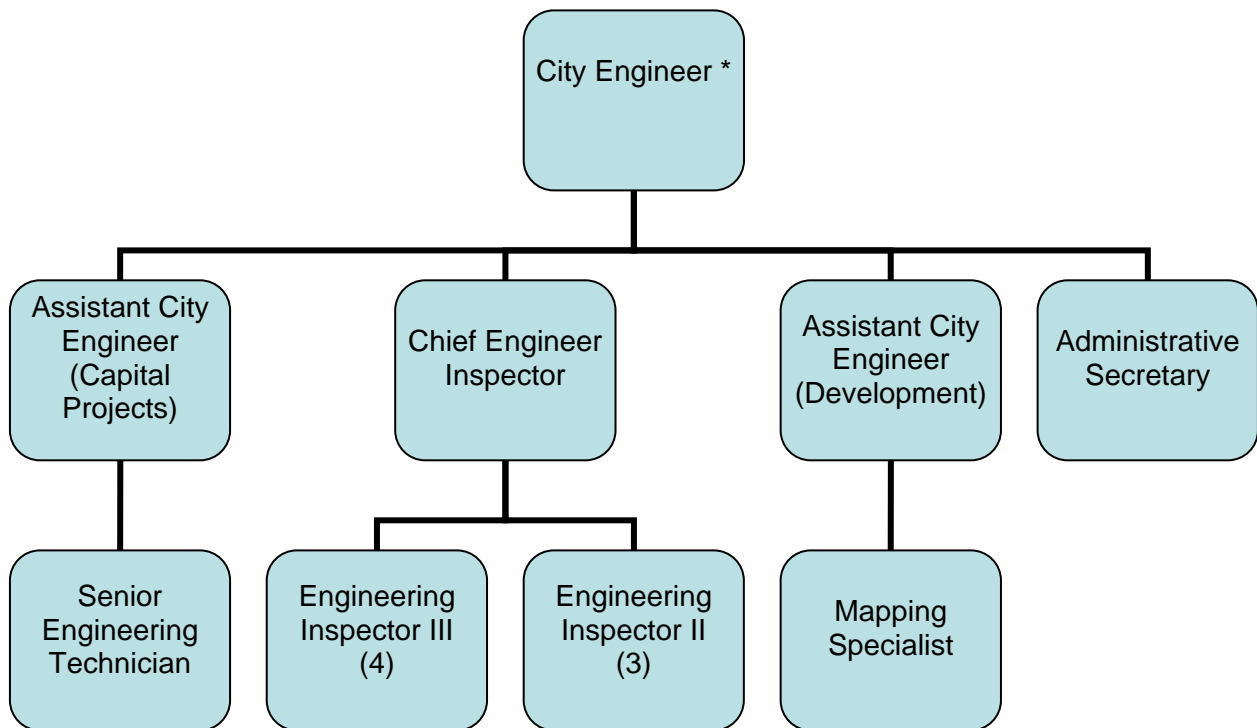 City Engineer *
Assistant City
Engineer
(Capital
Projects)
Chief Engineer
Inspector
Assistant City
Engineer
(Development)
Administrative
Secretary
Senior
Engineering
Technician
Engineering
Inspector III
(4)
Engineering
Inspector II
(3)
Mapping
Specialist